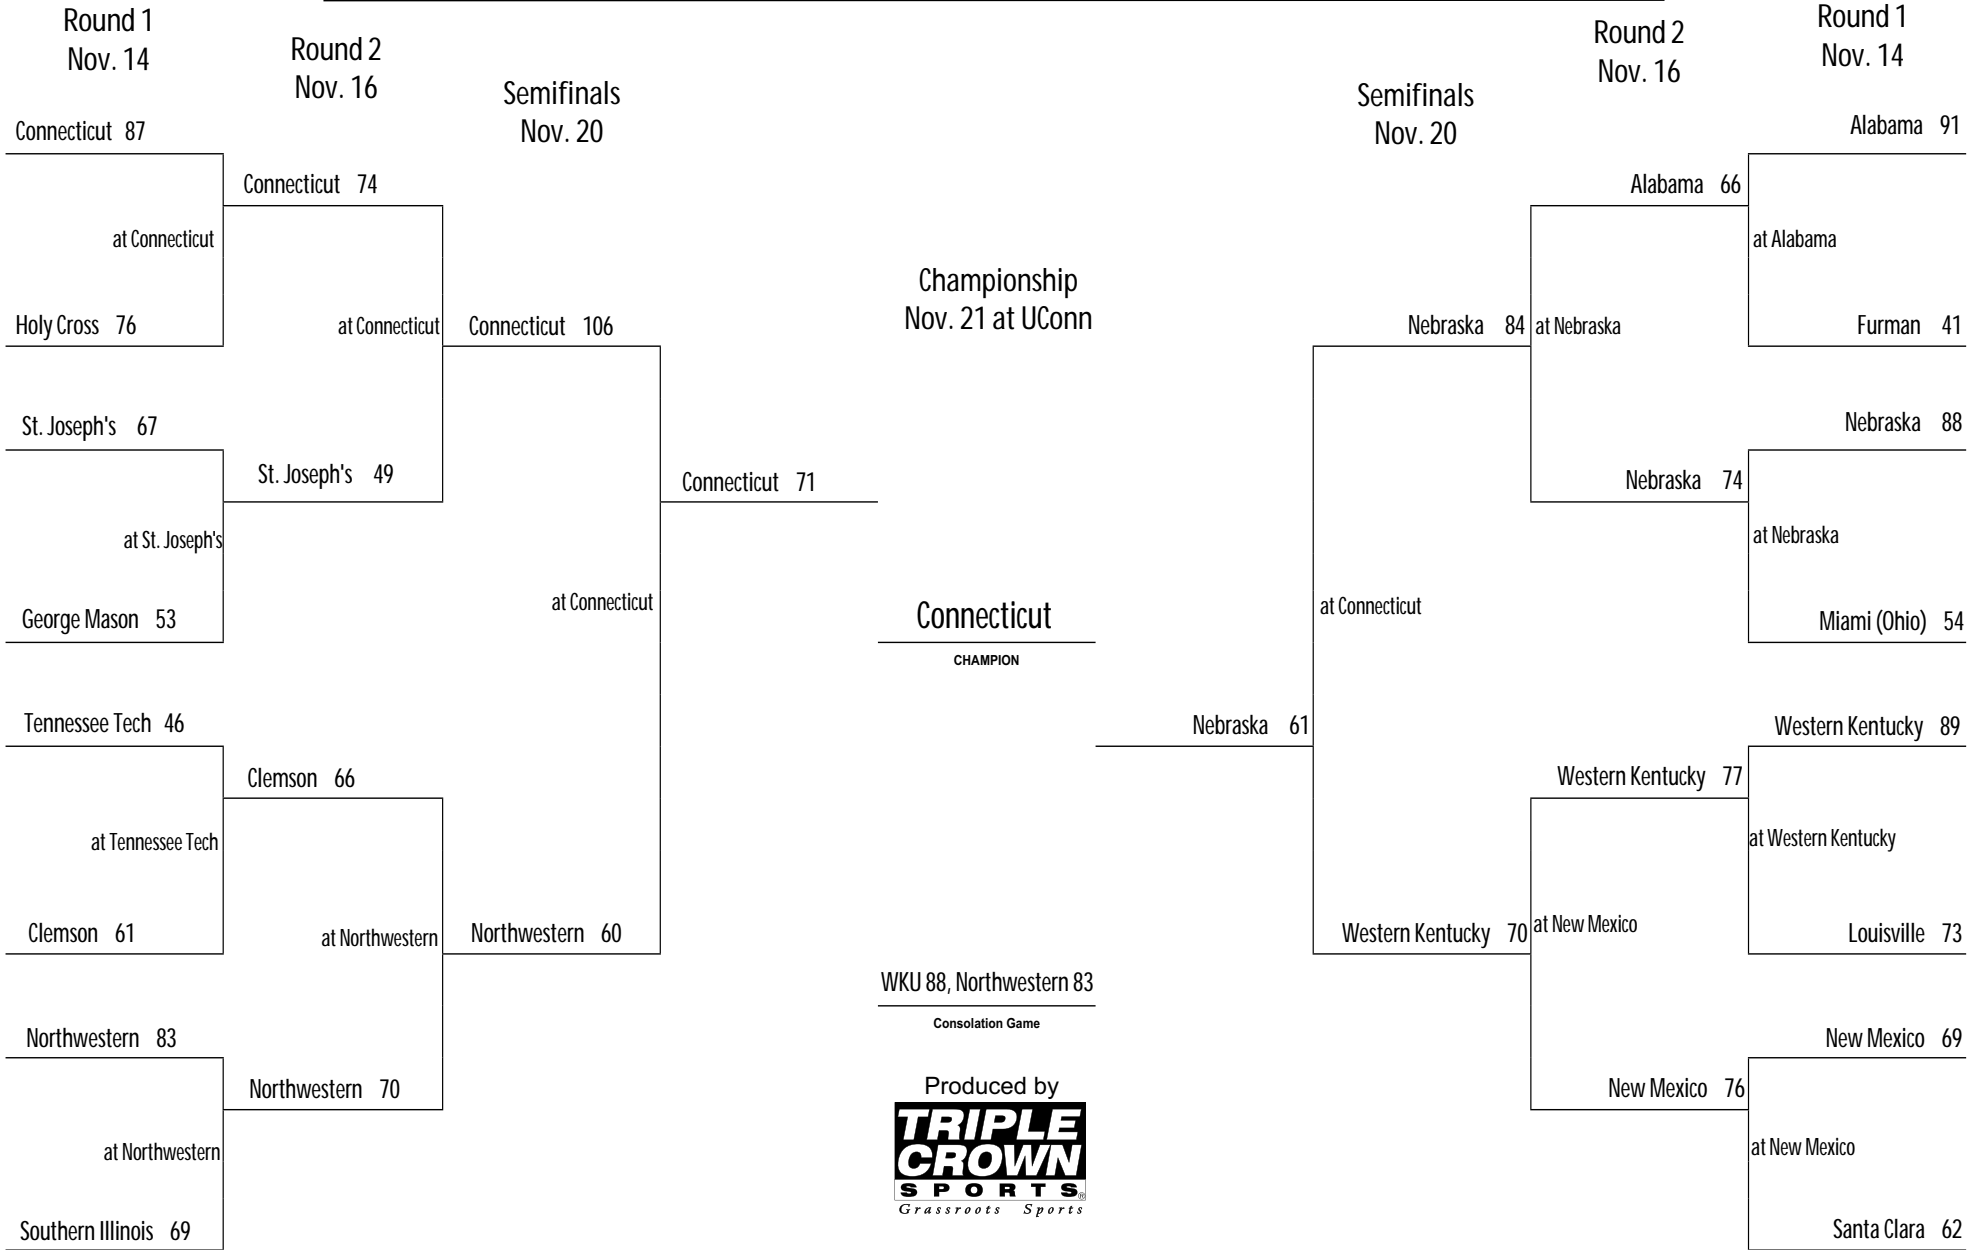 Round 1
Nov. 14
Round 2
Nov. 16
Semifinals
Nov. 20
Connecticut 87
at Connecticut
Holy Cross 76
St. Joseph's 67
at St. Joseph's
George Mason 53
Tennessee Tech 46
at Tennessee Tech
Clemson 61
Northwestern 83
at Northwestern
Southern Illinois 69
Connecticut 74
at Connecticut
St. Joseph's 49
Clemson 66
at Northwestern
Northwestern 70
Connecticut 106
at Connecticut
Northwestern 60
Connecticut 71
Championship
Nov. 21 at UConn
Connecticut
CHAMPION
WKU 88, Northwestern 83
Consolation Game
Produced by
TRIPLE
CROWN
SPORTS®
Grassroots Sports
Nebraska 61
Semifinals
Nov. 20
Nebraska 84
at Connecticut
Western Kentucky 70
Round 2
Nov. 16
Alabama 66
at Nebraska
Nebraska 74
Western Kentucky 77
at New Mexico
New Mexico 76
Round 1
Nov. 14
Alabama 91
at Alabama
Furman 41
Nebraska 88
at Nebraska
Miami (Ohio) 54
Western Kentucky 89
at Western Kentucky
Louisville 73
New Mexico 69
at New Mexico
Santa Clara 62